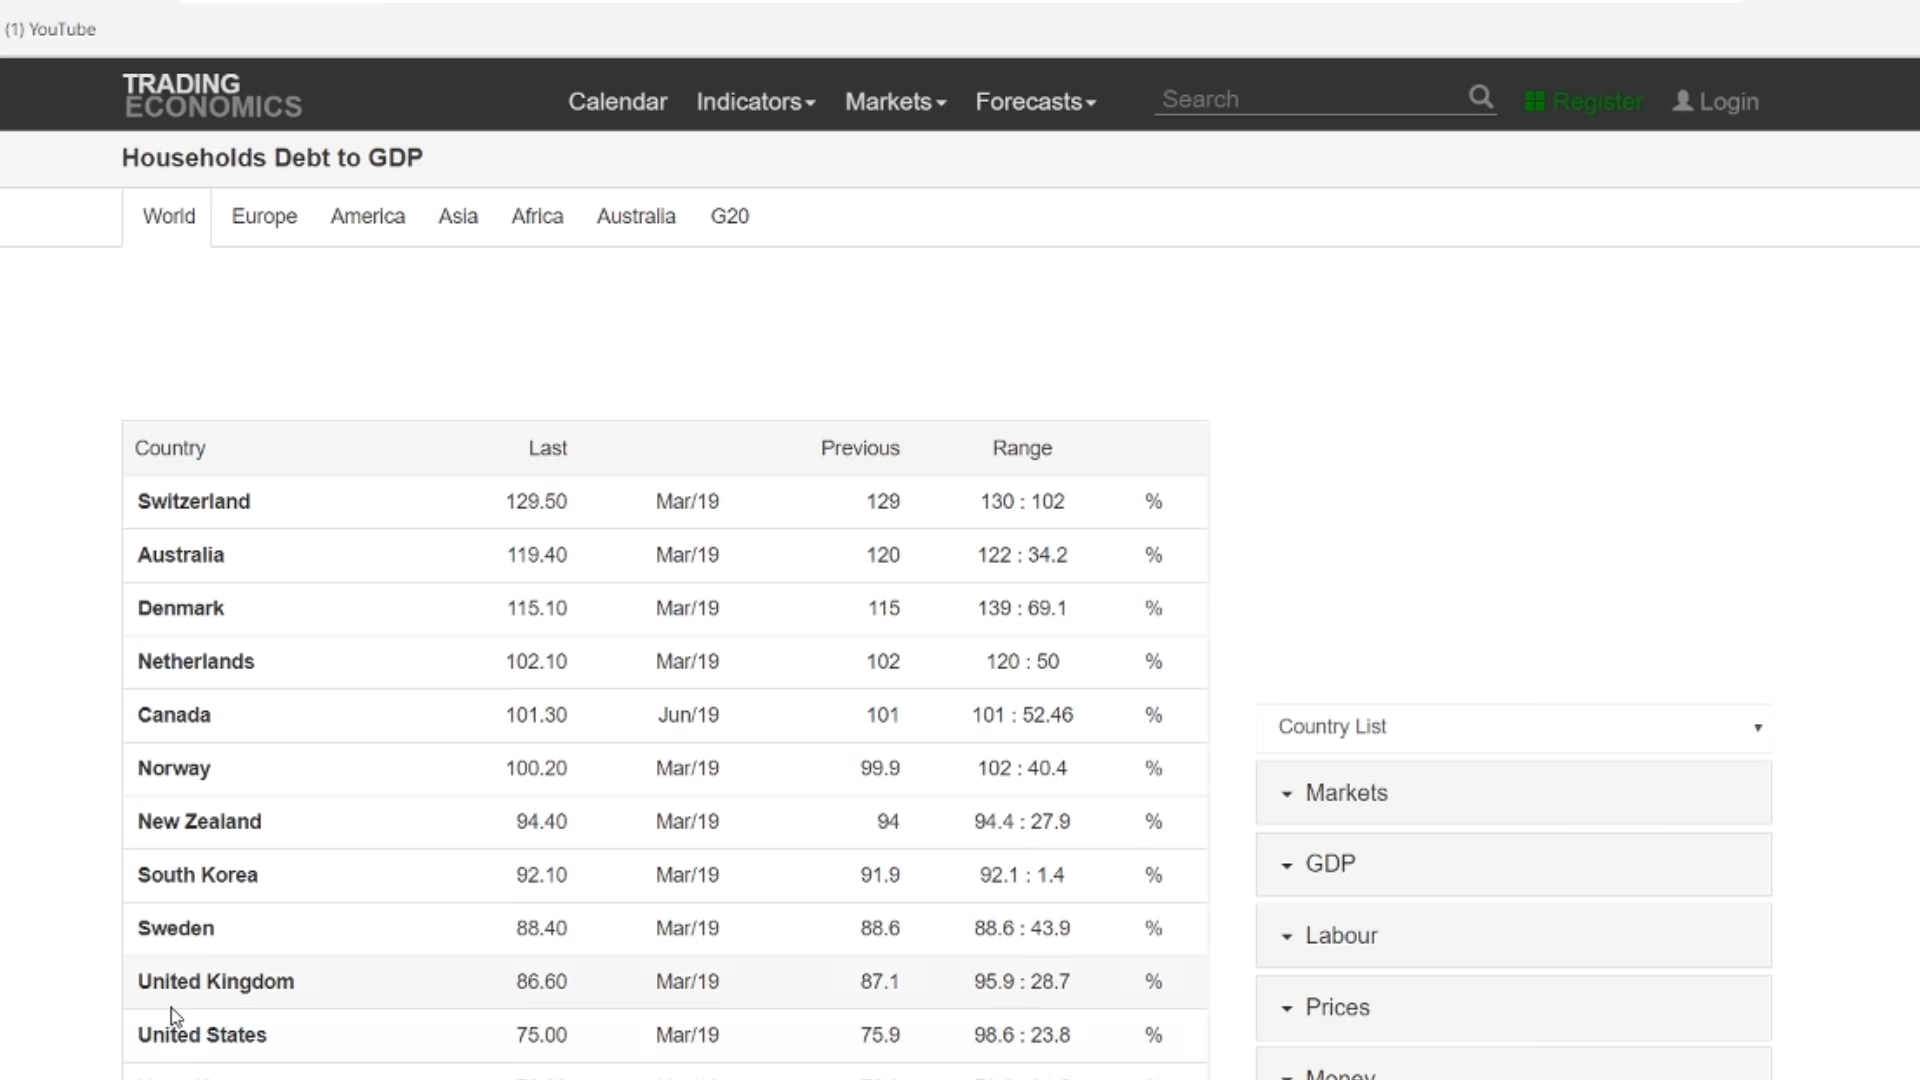 (1) YouTube
TRADING
ECONOMICS
Calendar Indicators Markets Forecasts Search Register Login
Households Debt to GDP
World Europe America Asia Africa Australia G20
Country Last Previous Range
Switzerland 129.50 Mar/19 129 130 : 102 %
Australia 119.40 Mar/19 120 122 : 34.2 %
Denmark 115.10 Mar/19 115 139 : 69.1 %
Netherlands 102.10 Mar/19 102 120 : 50 %
Canada 101.30 Jun/19 101 101 : 52.46 %
Norway 100.20 Mar/19 99.9 102 : 40.4 %
New Zealand 94.40 Mar/19 94 94.4 : 27.9 %
South Korea 92.10 Mar/19 91.9 92.1 : 1.4 %
Sweden 88.40 Mar/19 88.6 88.6 : 43.9 %
United Kingdom 86.60 Mar/19 87.1 95.9 : 28.7 %
United States 75.00 Mar/19 75.9 98.6 : 23.8 %
Country List
Markets
GDP
Labour
Prices
Money